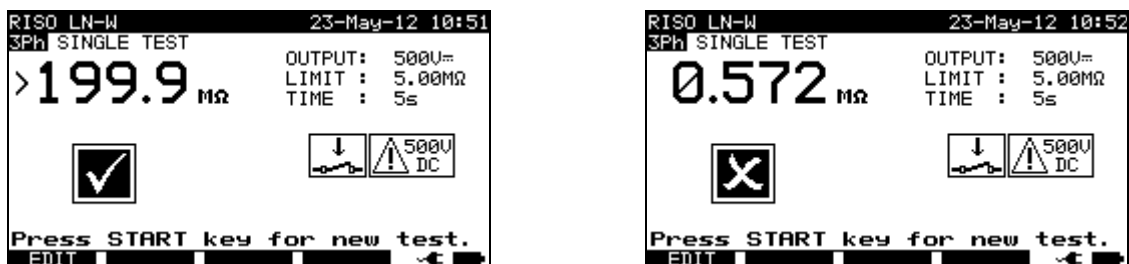 RISO LN-W 23-May-12 10:51
3Ph SINGLE TEST
OUTPUT: 500V⎓
>199.9 MΩ
LIMIT : 5.00MΩ
TIME : 5s
500V
DC
Press START key for new test.
EDIT
RISO LN-W 23-May-12 10:52
3Ph SINGLE TEST
OUTPUT: 500V⎓
0.572 MΩ
LIMIT : 5.00MΩ
TIME : 5s
500V
DC
Press START key for new test.
EDIT